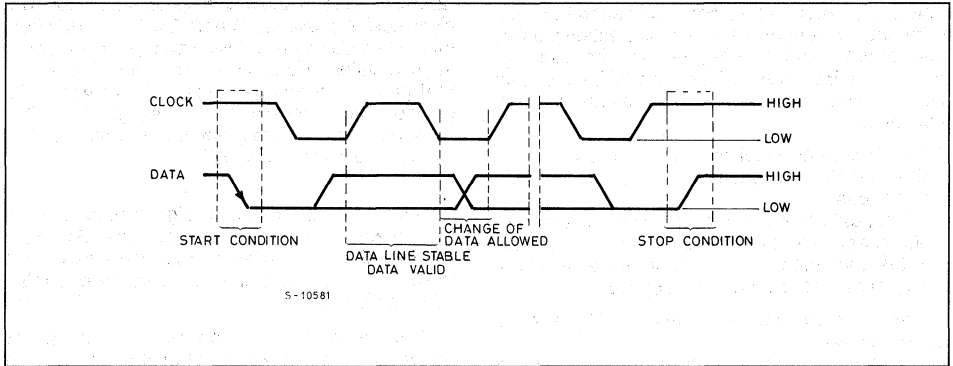 CLOCK
HIGH
LOW
DATA
HIGH
LOW
START CONDITION
CHANGE OF
DATA ALLOWED
STOP CONDITION
DATA LINE STABLE
DATA VALID
S-10581